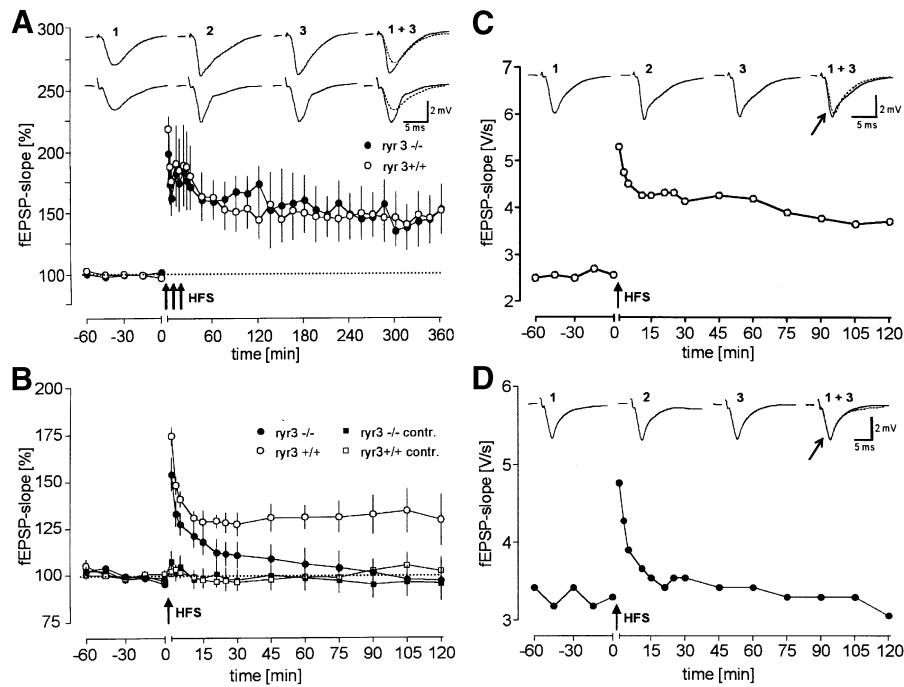 A
fEPSP-slope [%]
300
250
200
150
100
1 2 3 1 + 3
2 mV
5 ms
ryr 3 -/-
ryr 3+/+
HFS
-60 -30 0 60 120 180 240 300 360
time [min]
B
fEPSP-slope [%]
200
175
150
125
100
75
ryr3 -/- ryr3 -/- contr.
ryr3 +/+ ryr3+/+ contr.
HFS
-60 -30 0 15 30 45 60 75 90 105 120
time [min]
C
fEPSP-slope [V/s]
7
6
5
4
3
2
1 2 3 1 + 3
2 mV
5 ms
HFS
-60 -30 0 15 30 45 60 75 90 105 120
time [min]
D
fEPSP-slope [V/s]
6
5
4
3
1 2 3 1 + 3
2 mV
5 ms
HFS
-60 -30 0 15 30 45 60 75 90 105 120
time [min]